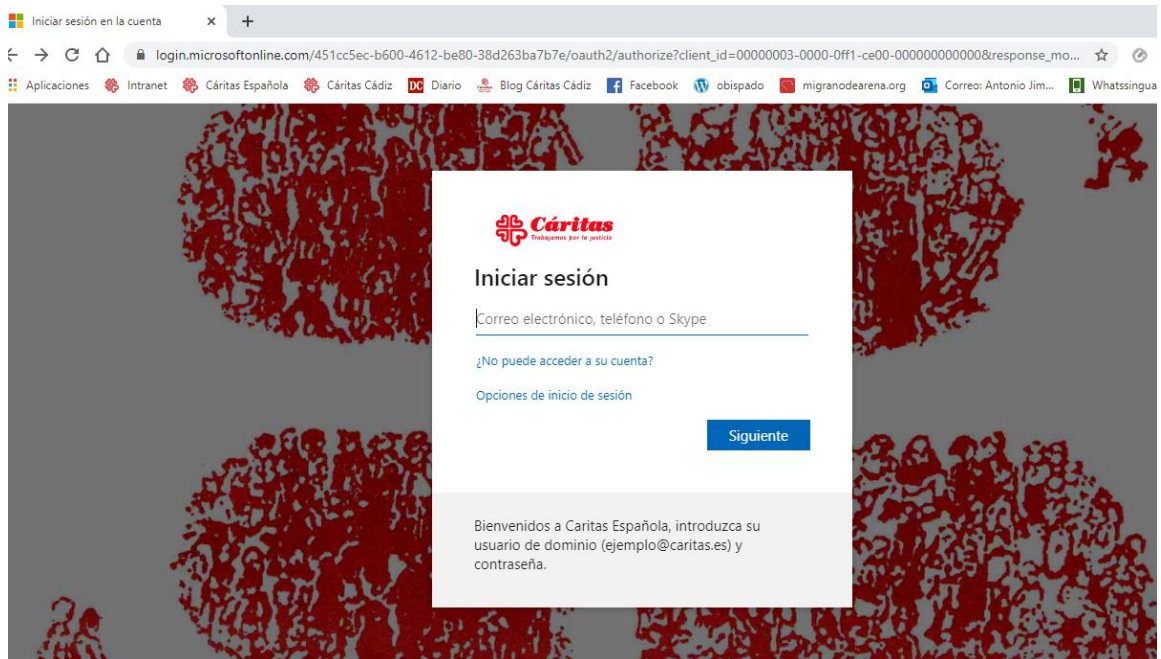 Iniciar sesión en la cuenta
login.microsoftonline.com/451cc5ec-b600-4612-be80-38d263ba7b7e/oauth2/authorize?client_id=00000003-0000-0ff1-ce00-000000000000&response_mo...
Aplicaciones Intranet Cáritas Española Cáritas Cádiz DC Diario Blog Cáritas Cádiz Facebook obispado migranodearena.org Correo: Antonio Jim... Whatssingua
Cáritas
Trabajamos por la justicia
Iniciar sesión
Correo electrónico, teléfono o Skype
¿No puede acceder a su cuenta?
Opciones de inicio de sesión
Siguiente
Bienvenidos a Caritas Española, introduzca su
usuario de dominio (ejemplo@caritas.es) y
contraseña.